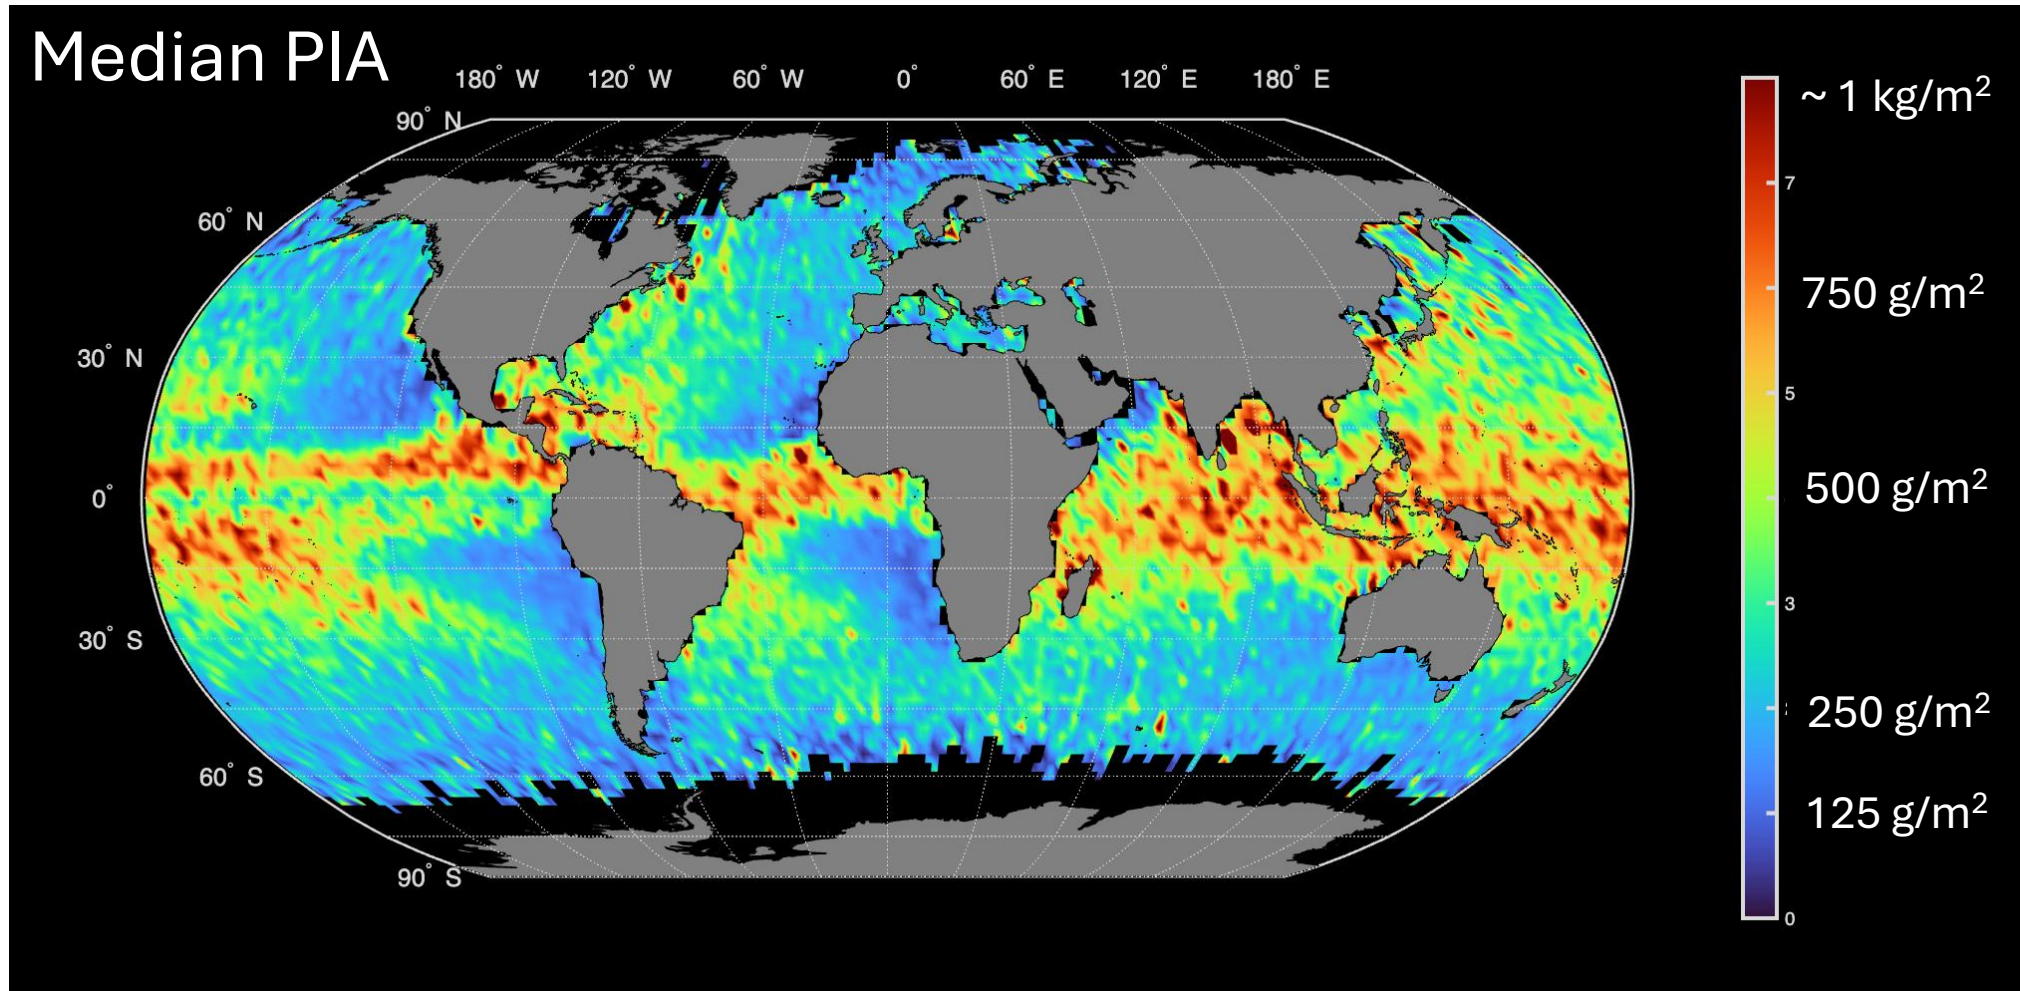 Median PIA
180° W 120° W 60° W 0° 60° E 120° E 180° E
90° N
60° N
30° N
0°
30° S
60° S
90° S
~ 1 kg/m²
7
750 g/m²
5
500 g/m²
3
250 g/m²
125 g/m²
0